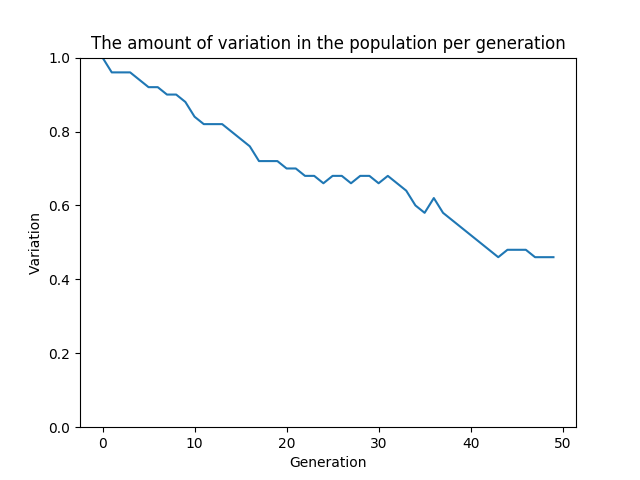 The amount of variation in the population per generation
1.0
0.8
0.6
0.4
0.2
0.0
Variation
0 10 20 30 40 50
Generation